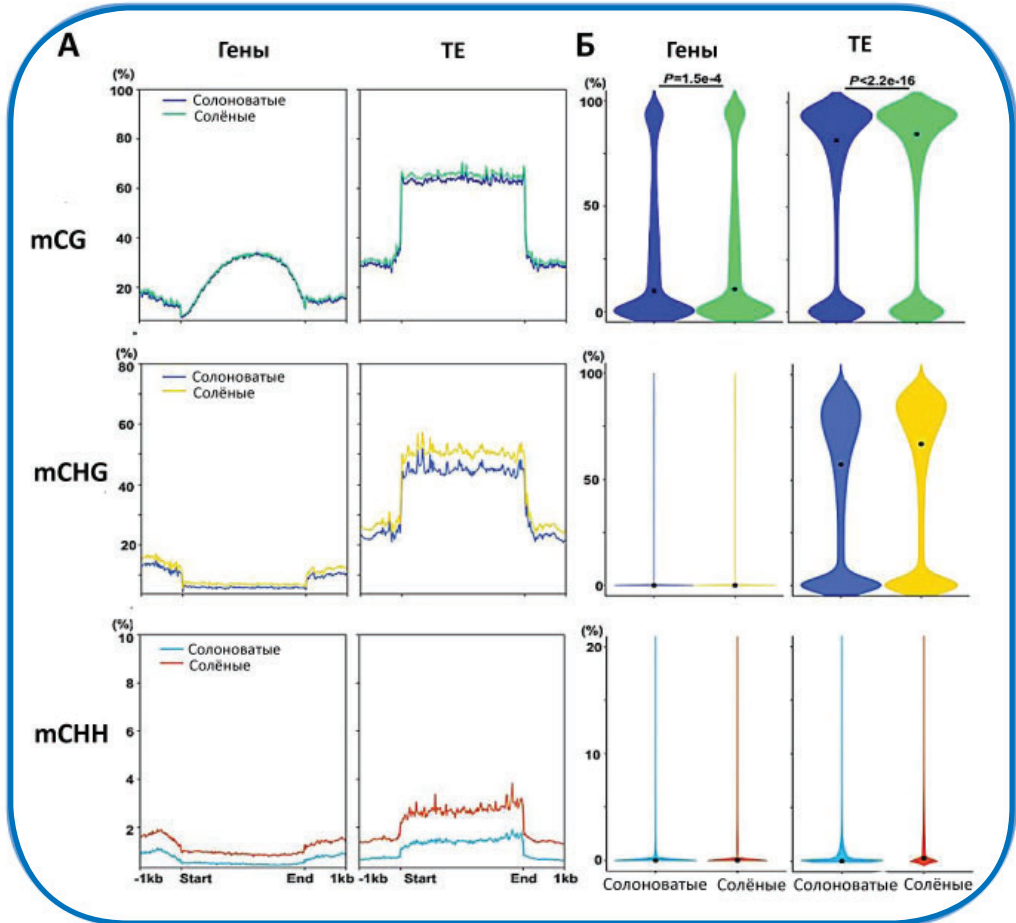 А
Гены
ТЕ
Б
Гены
ТЕ
(%)
100
80
60
40
20
Солоноватые
Солёные
mCG
P=1.5e-4
P<2.2e-16
(%)
100
50
0
(%)
80
60
40
20
Солоноватые
Солёные
mCHG
(%)
100
50
0
(%)
10
8
6
4
2
Солоноватые
Солёные
mCHH
-1kb Start End 1kb
-1kb Start End 1kb
(%)
20
10
0
Солоноватые Солёные
Солоноватые Солёные